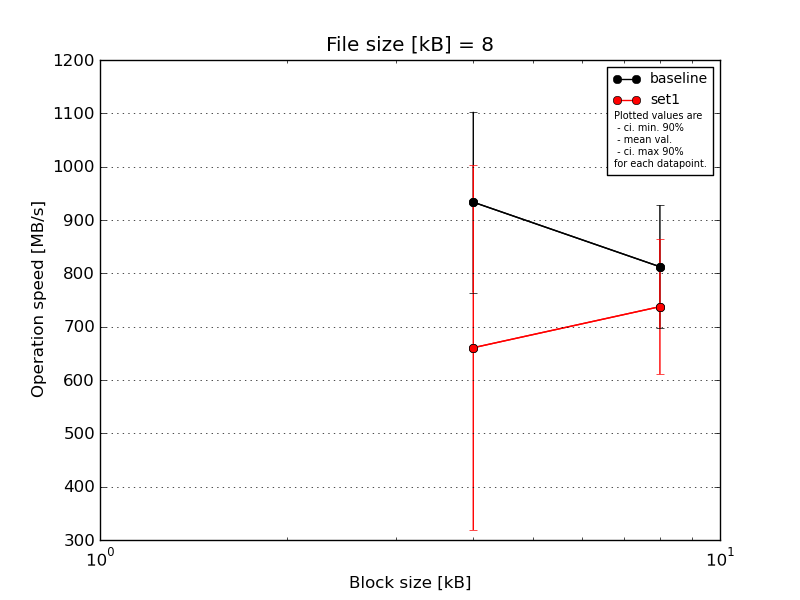 File size [kB] = 8
1200
1100
1000
900
800
700
600
500
400
300
Operation speed [MB/s]
baseline
set1
Plotted values are
- ci. min. 90%
- mean val.
- ci. max 90%
for each datapoint.
10^0
10^1
Block size [kB]